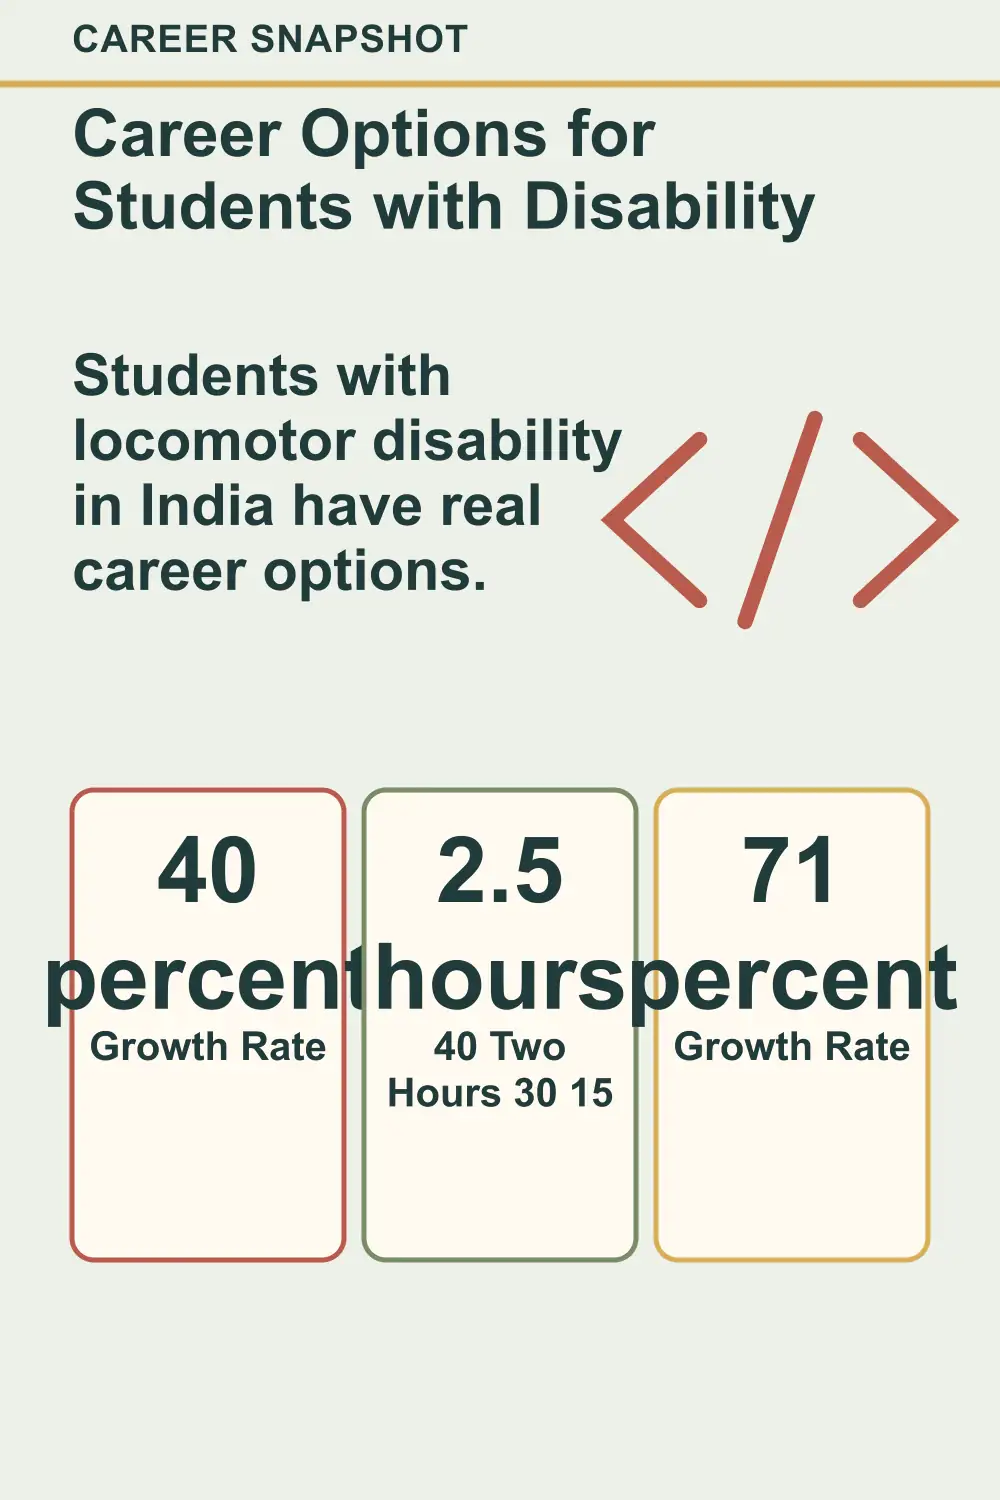 CAREER SNAPSHOT
Career Options for
Students with Disability
Students with
locomotor disability
in India have real
career options.
40
percent
Growth Rate
2.5
hours
40 Two
Hours 30 15
71
percent
Growth Rate